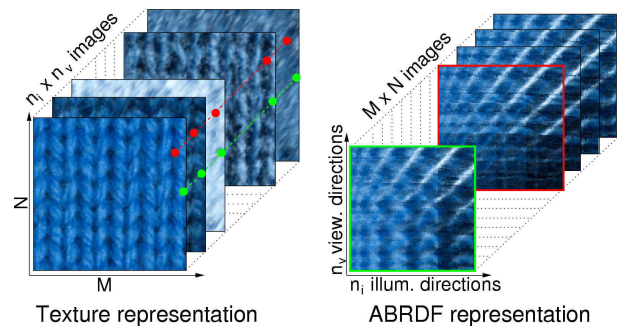 n_i x n_v images
N
M
Texture representation
M x N images
n_v view. directions
n_i illum. directions
ABRDF representation